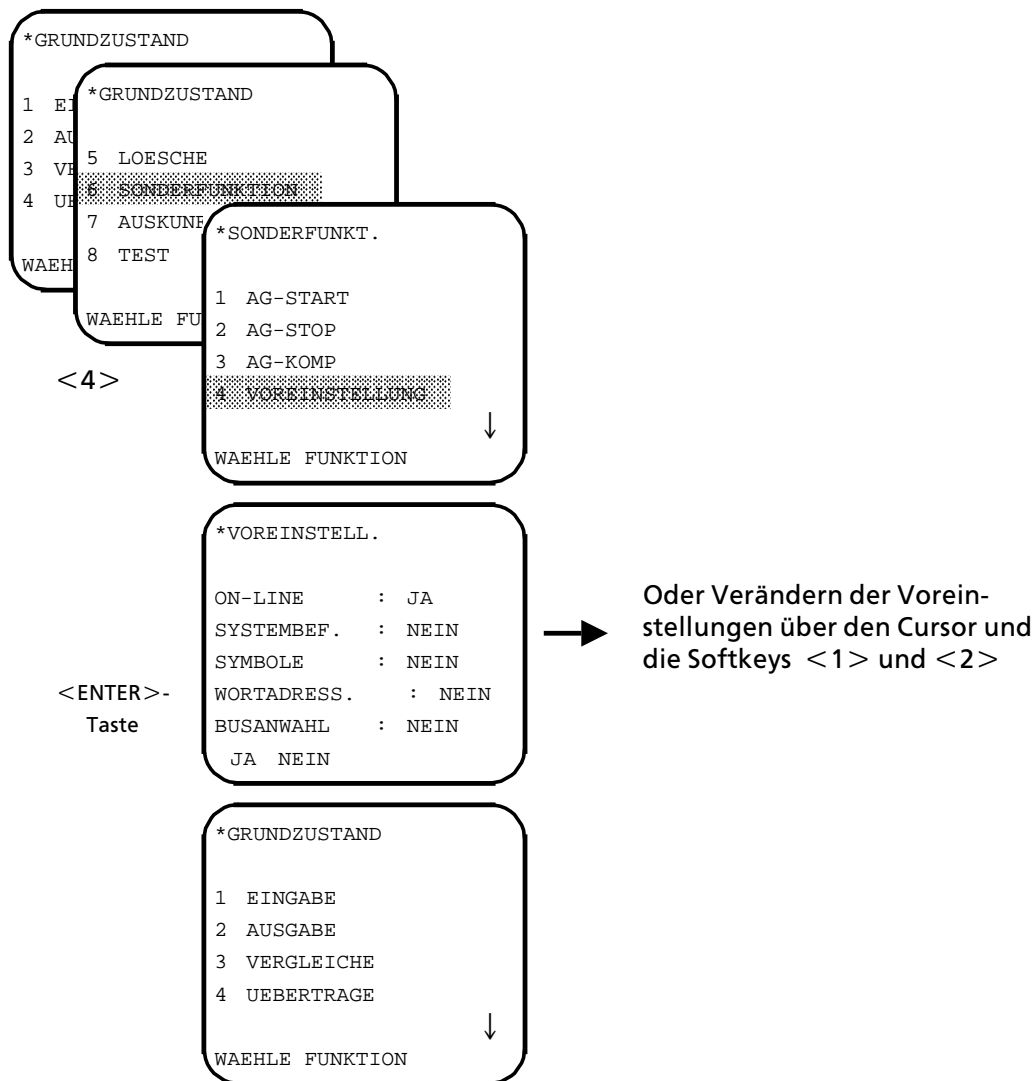 *GRUNDZUSTAND
1 EI
2 AU
3 VE
4 UE
WAEH
*GRUNDZUSTAND
5 LOESCHE
6 SONDERFUNKTION
7 AUSKUNF
8 TEST
WAEHLE FU
<4>
*SONDERFUNKT.
1 AG-START
2 AG-STOP
3 AG-KOMP
4 VOREINSTELLUNG
↓
WAEHLE FUNKTION
*VOREINSTELL.
ON-LINE : JA
SYSTEMBEF. : NEIN
SYMBOLE : NEIN
WORTADRESS. : NEIN
BUSANWAHL : NEIN
JA NEIN
<ENTER>-
Taste
Oder Verändern der Vorein-
stellungen über den Cursor und
die Softkeys <1> und <2>
*GRUNDZUSTAND
1 EINGABE
2 AUSGABE
3 VERGLEICHE
4 UEBERTRAGE
↓
WAEHLE FUNKTION